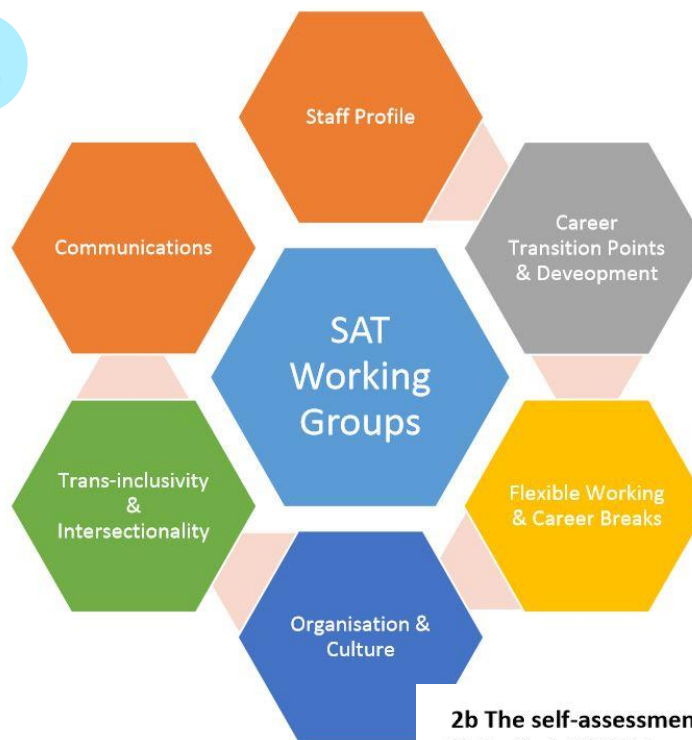 Staff Profile
Communications
Career
Transition Points
& Deveopment
SAT
Working
Groups
Trans-inclusivity
&
Intersectionality
Flexible Working
& Career Breaks
Organisation &
Culture
2b The self-assessmen